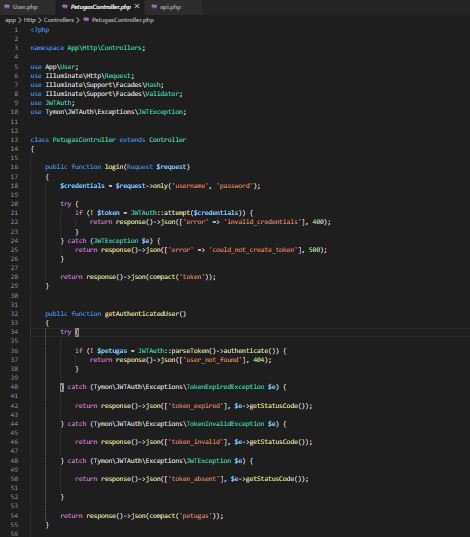 User.php PetugasController.php × api.php
app > Http > Controllers > PetugasController.php
1 <?php
2
3 namespace App\Http\Controllers;
4
5 use App\User;
6 use Illuminate\Http\Request;
7 use Illuminate\Support\Facades\Hash;
8 use Illuminate\Support\Facades\Validator;
9 use JWTAuth;
10 use Tymon\JWTAuth\Exceptions\JWTException;
11
12
13 class PetugasController extends Controller
14 {
15
16 public function login(Request $request)
17 {
18 $credentials = $request->only('username', 'password');
19
20 try {
21 if (! $token = JWTAuth::attempt($credentials)) {
22 return response()->json(['error' => 'invalid_credentials'], 400);
23 }
24 } catch (JWTException $e) {
25 return response()->json(['error' => 'could_not_create_token'], 500);
26 }
27
28 return response()->json(compact('token'));
29 }
30
31
32 public function getAuthenticatedUser()
33 {
34 try {
35
36 if (! $petugas = JWTAuth::parseToken()->authenticate()) {
37 return response()->json(['user_not_found'], 404);
38 }
39
40 } catch (Tymon\JWTAuth\Exceptions\TokenExpiredException $e) {
41
42 return response()->json(['token_expired'], $e->getStatusCode());
43
44 } catch (Tymon\JWTAuth\Exceptions\TokenInvalidException $e) {
45
46 return response()->json(['token_invalid'], $e->getStatusCode());
47
48 } catch (Tymon\JWTAuth\Exceptions\JWTException $e) {
49
50 return response()->json(['token_absent'], $e->getStatusCode());
51
52 }
53
54 return response()->json(compact('petugas'));
55 }
56